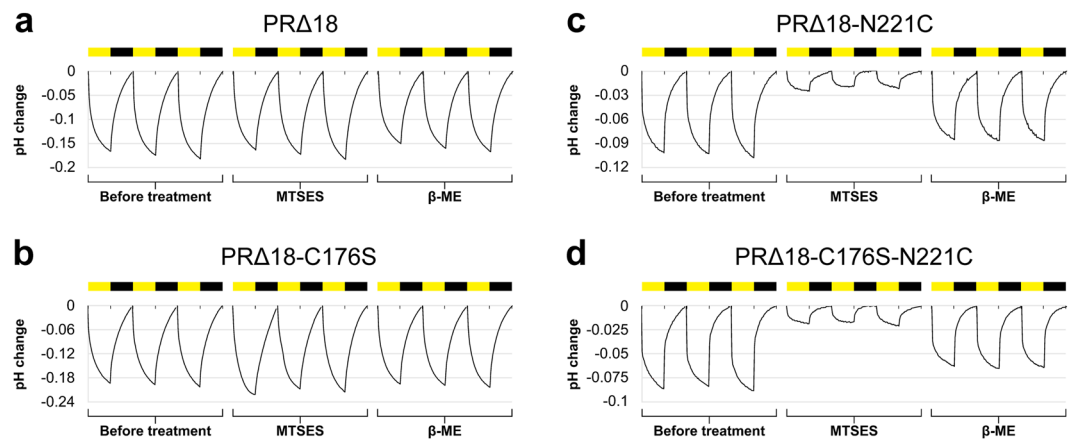 a PRΔ18
0
-0.05
-0.1
-0.15
-0.2
pH change
Before treatment MTSES β-ME
b PRΔ18-C176S
0
-0.06
-0.12
-0.18
-0.24
pH change
Before treatment MTSES β-ME
c PRΔ18-N221C
0
-0.03
-0.06
-0.09
-0.12
pH change
Before treatment MTSES β-ME
d PRΔ18-C176S-N221C
0
-0.025
-0.05
-0.075
-0.1
pH change
Before treatment MTSES β-ME